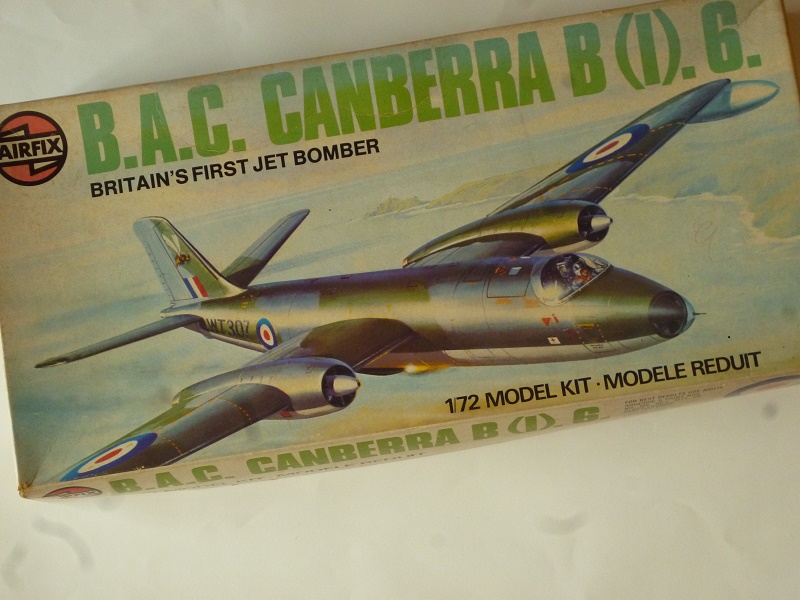 B.A.C. CANBERRA B (I). 6.
AIRFIX
BRITAIN'S FIRST JET BOMBER
WT307
1/72 MODEL KIT · MODELE REDUIT
B.A.C. CANBERRA B (I). 6